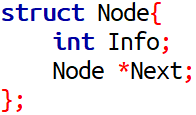 struct Node{
    int Info;
    Node *Next;
};